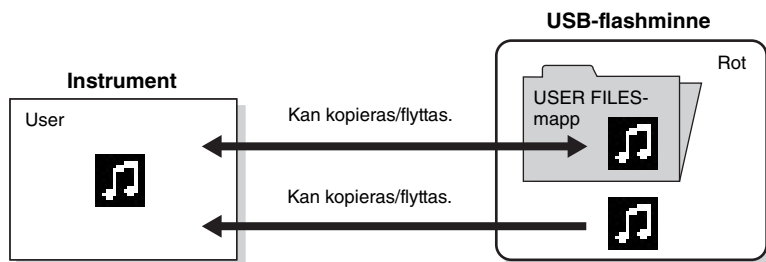 USB-flashminne
Rot
Instrument
User
USER FILES-
mapp
Kan kopieras/flyttas.
Kan kopieras/flyttas.